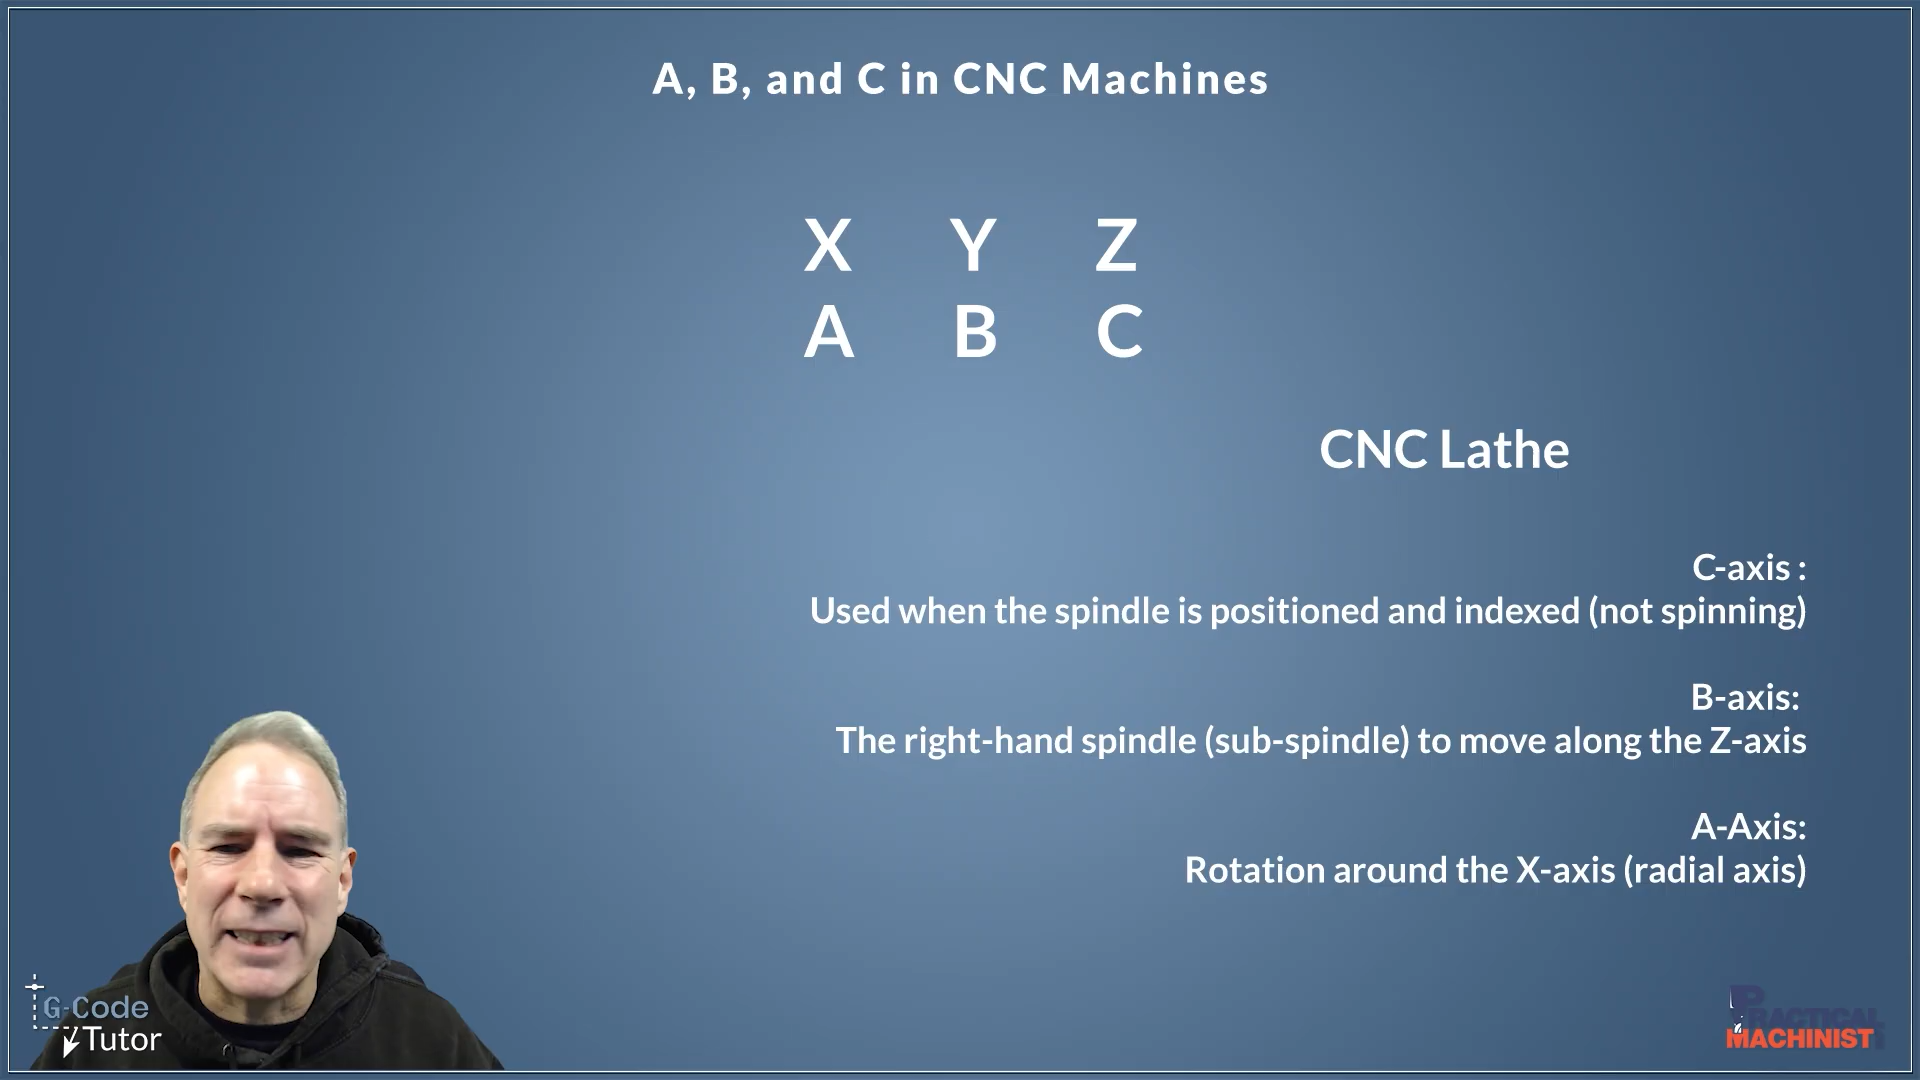 A, B, and C in CNC Machines
X Y Z
A B C
CNC Lathe
C-axis :
Used when the spindle is positioned and indexed (not spinning)
B-axis:
The right-hand spindle (sub-spindle) to move along the Z-axis
A-Axis:
Rotation around the X-axis (radial axis)
G-Code
Tutor
PRACTICAL
MACHINIST